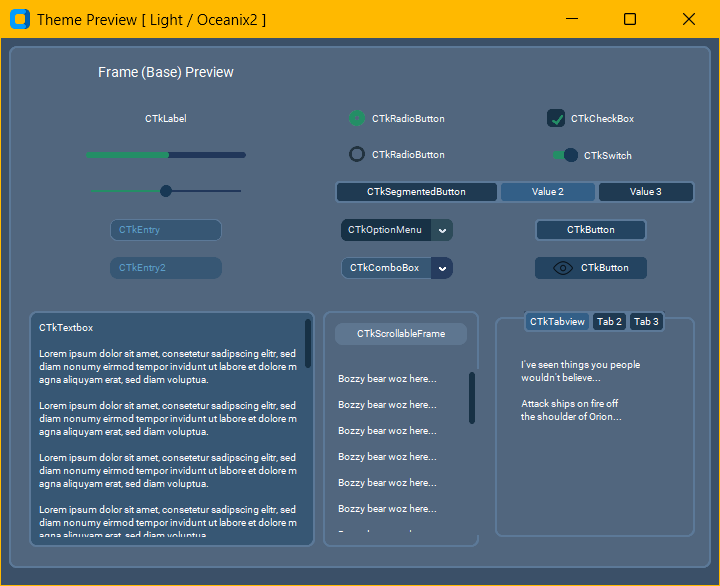 Theme Preview [ Light / Oceanix2 ]
Frame (Base) Preview
CTkLabel
CTkRadioButton
CTkCheckBox
CTkRadioButton
CTkSwitch
CTkSegmentedButton
Value 2
Value 3
CTkEntry
CTkOptionMenu
CTkButton
CTkEntry2
CTkComboBox
CTkButton
CTkTextbox
Lorem ipsum dolor sit amet, consetetur sadipscing elitr, sed
diam nonumy eirmod tempor invidunt ut labore et dolore m
agna aliquyam erat, sed diam voluptua.
Lorem ipsum dolor sit amet, consetetur sadipscing elitr, sed
diam nonumy eirmod tempor invidunt ut labore et dolore m
agna aliquyam erat, sed diam voluptua.
Lorem ipsum dolor sit amet, consetetur sadipscing elitr, sed
diam nonumy eirmod tempor invidunt ut labore et dolore m
agna aliquyam erat, sed diam voluptua.
Lorem ipsum dolor sit amet, consetetur sadipscing elitr, sed
diam nonumy eirmod tempor invidunt ut labore et dolore m
agna aliquyam erat, sed diam voluptua.
CTkScrollableFrame
Bozzy bear woz here...
Bozzy bear woz here...
Bozzy bear woz here...
Bozzy bear woz here...
Bozzy bear woz here...
Bozzy bear woz here...
Bozzy bear woz here...
CTkTabview
Tab 2
Tab 3
I've seen things you people
wouldn't believe...
Attack ships on fire off
the shoulder of Orion...